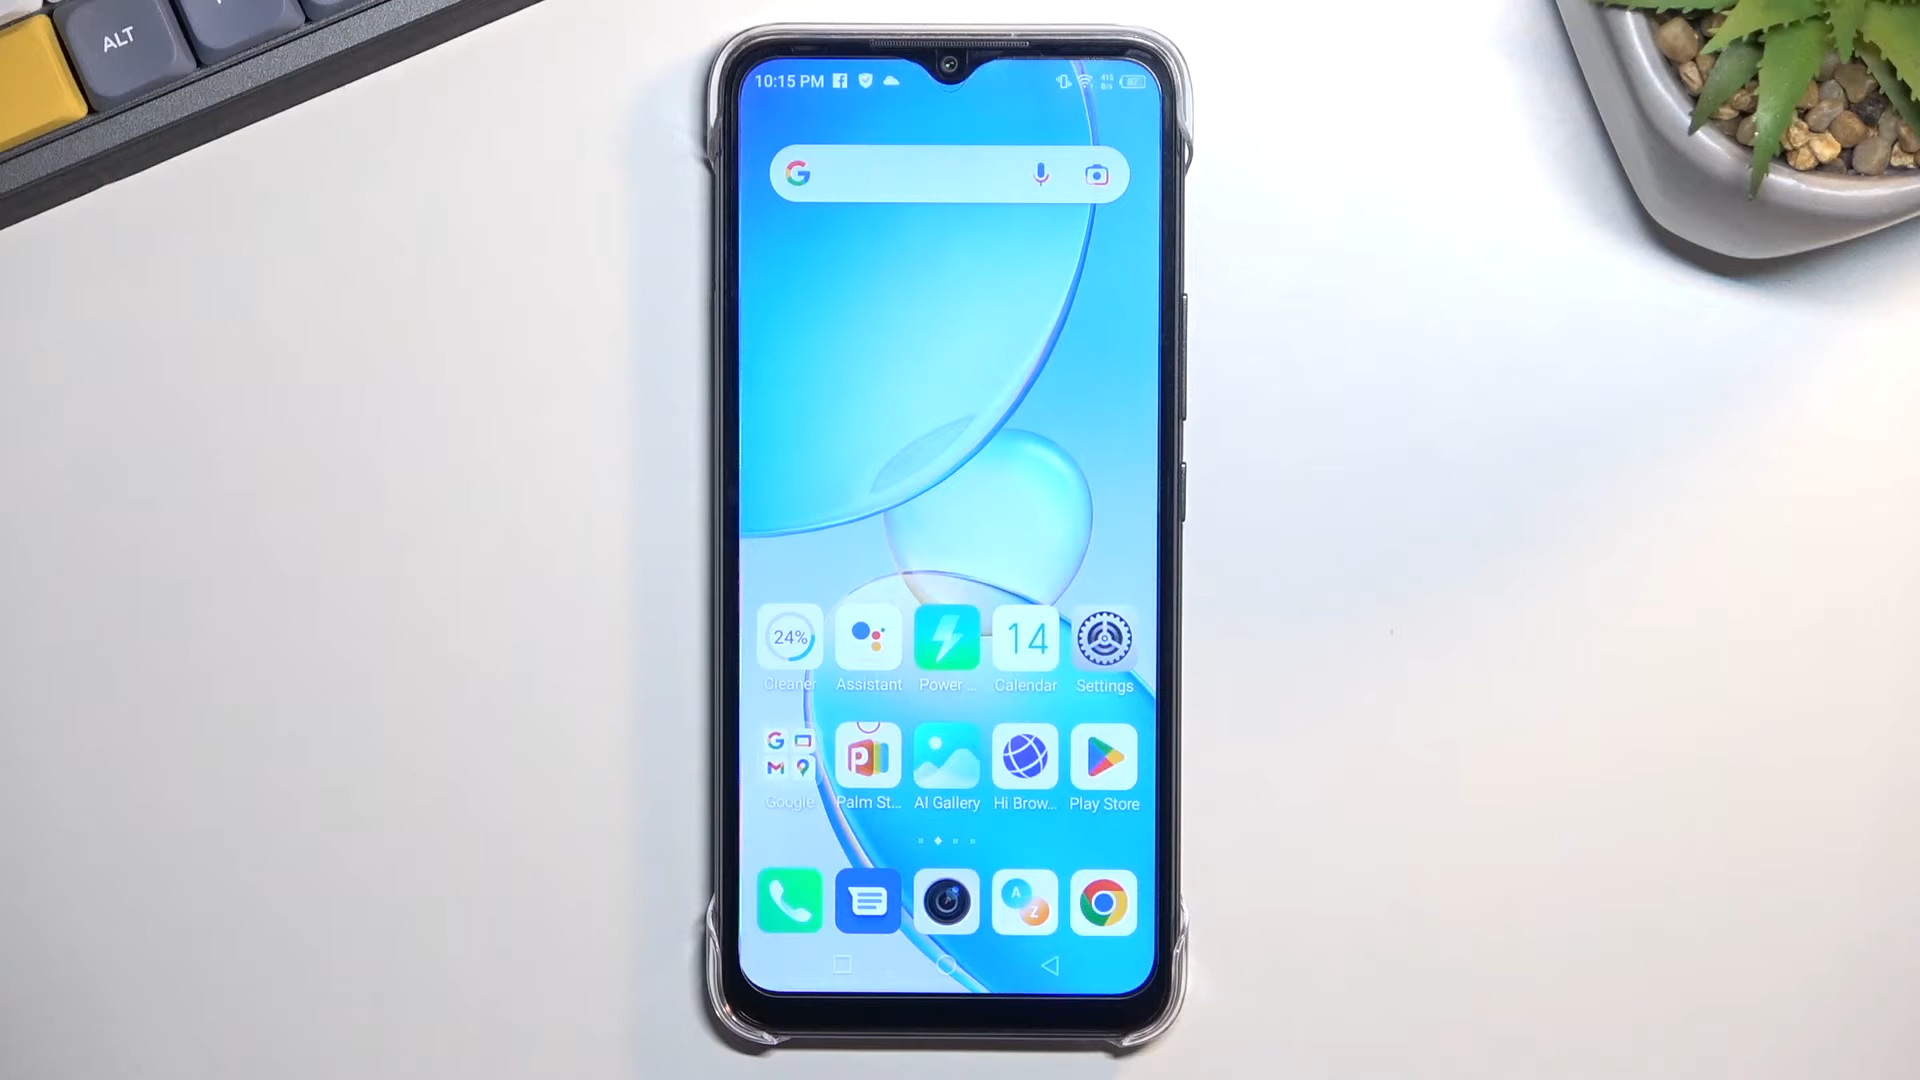 ALT
10:15 PM
415
B/s
24%
14
Cleaner
Assistant
Power ...
Calendar
Settings
Google
Palm St...
AI Gallery
Hi Brow...
Play Store
A
Z